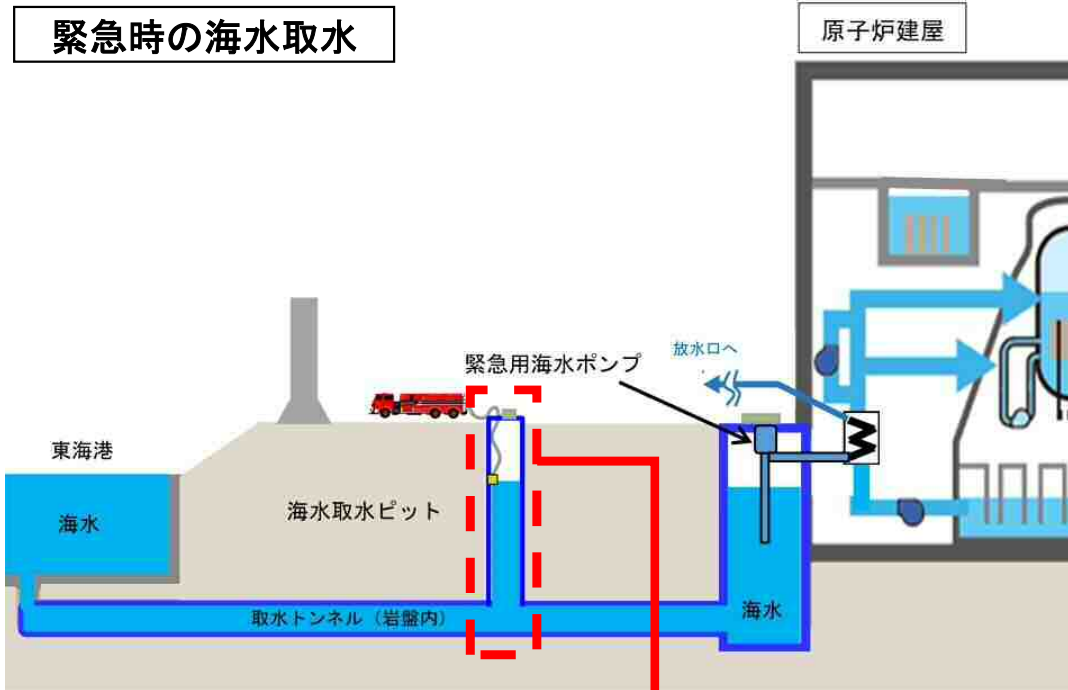 緊急時の海水取水
原子炉建屋
緊急用海水ポンプ
放水口へ
東海港
海水
海水取水ピット
取水トンネル（岩盤内）
海水